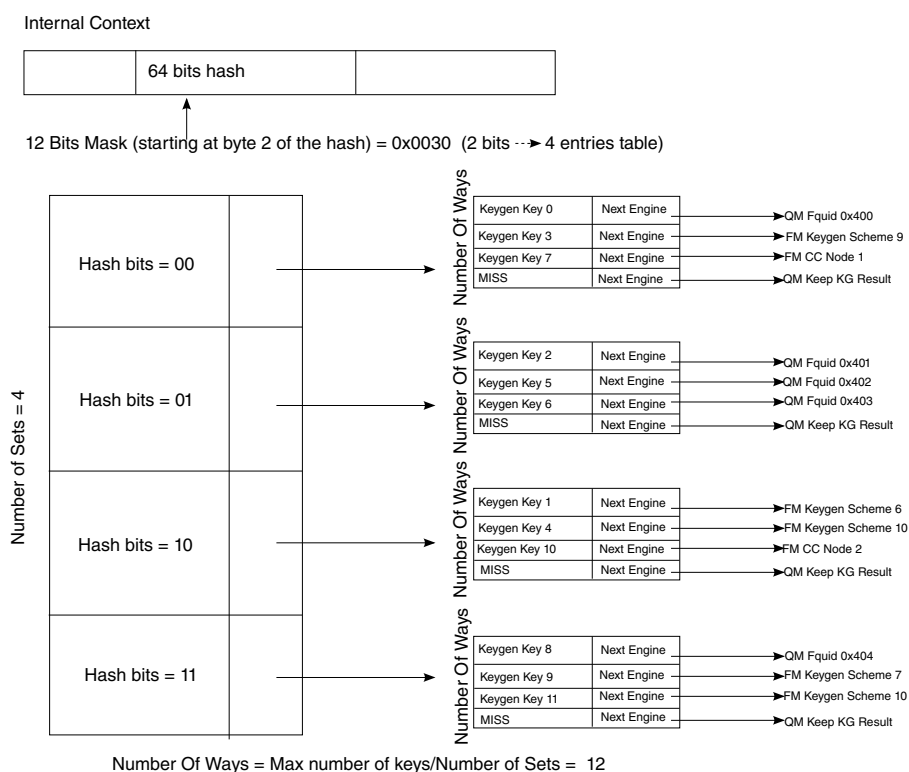 Internal Context
64 bits hash
12 Bits Mask (starting at byte 2 of the hash) = 0x0030 (2 bits ---► 4 entries table)
Number of Sets = 4
Hash bits = 00
Number Of Ways
Keygen Key 0 Next Engine QM Fquid 0x400
Keygen Key 3 Next Engine FM Keygen Scheme 9
Keygen Key 7 Next Engine FM CC Node 1
MISS Next Engine QM Keep KG Result
Hash bits = 01
Number Of Ways
Keygen Key 2 Next Engine QM Fquid 0x401
Keygen Key 5 Next Engine QM Fquid 0x402
Keygen Key 6 Next Engine QM Fquid 0x403
MISS Next Engine QM Keep KG Result
Hash bits = 10
Number Of Ways
Keygen Key 1 Next Engine FM Keygen Scheme 6
Keygen Key 4 Next Engine FM Keygen Scheme 10
Keygen Key 10 Next Engine FM CC Node 2
MISS Next Engine QM Keep KG Result
Hash bits = 11
Number Of Ways
Keygen Key 8 Next Engine QM Fquid 0x404
Keygen Key 9 Next Engine FM Keygen Scheme 7
Keygen Key 11 Next Engine FM Keygen Scheme 10
MISS Next Engine QM Keep KG Result
Number Of Ways = Max number of keys/Number of Sets = 12